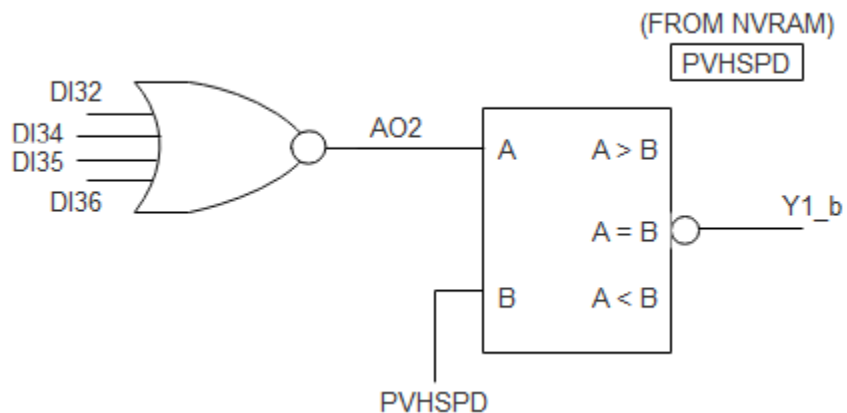 (FROM NVRAM)
PVHSPD
DI32
DI34
DI35
DI36
AO2
A
A > B
A = B
Y1_b
B
A < B
PVHSPD